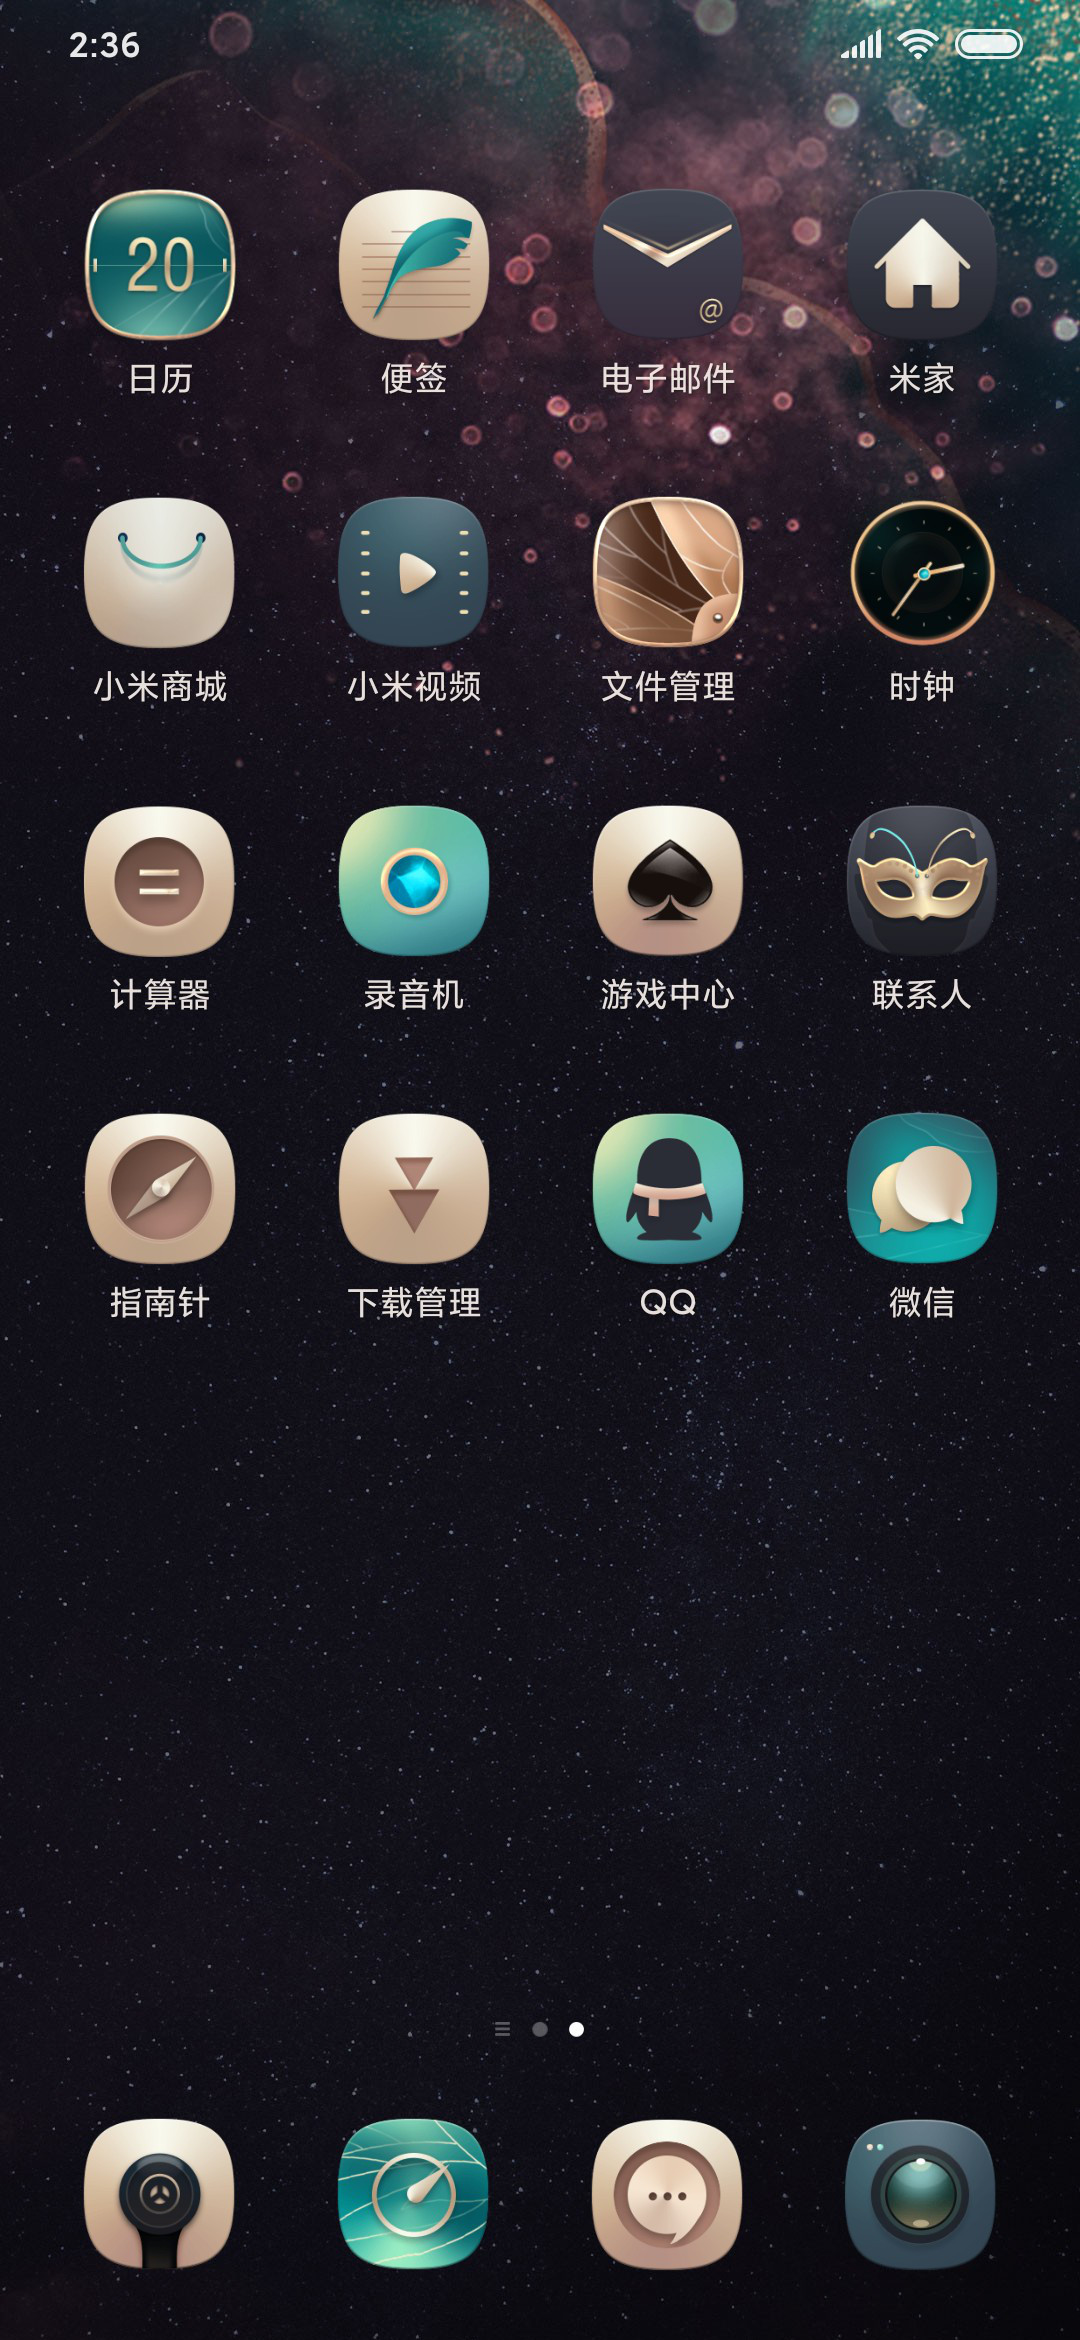 2:36
20
@
日历
便签
电子邮件
米家
小米商城
小米视频
文件管理
时钟
计算器
录音机
游戏中心
联系人
指南针
下载管理
QQ
微信